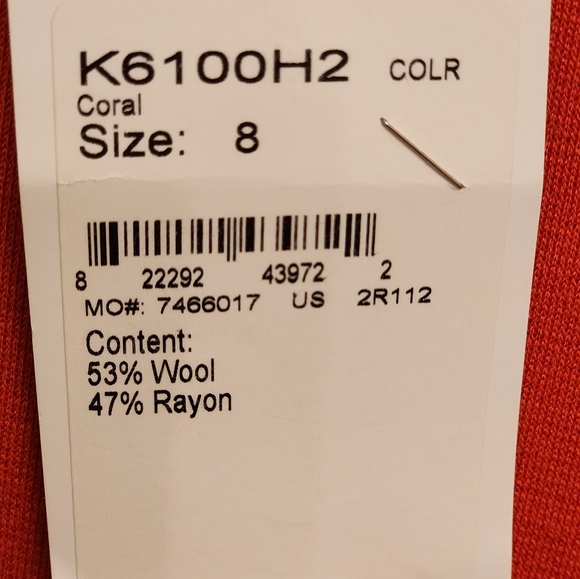 K6100H2 COLR
Coral
Size: 8
8 22292 43972 2
MO#: 7466017 US 2R112
Content:
53% Wool
47% Rayon